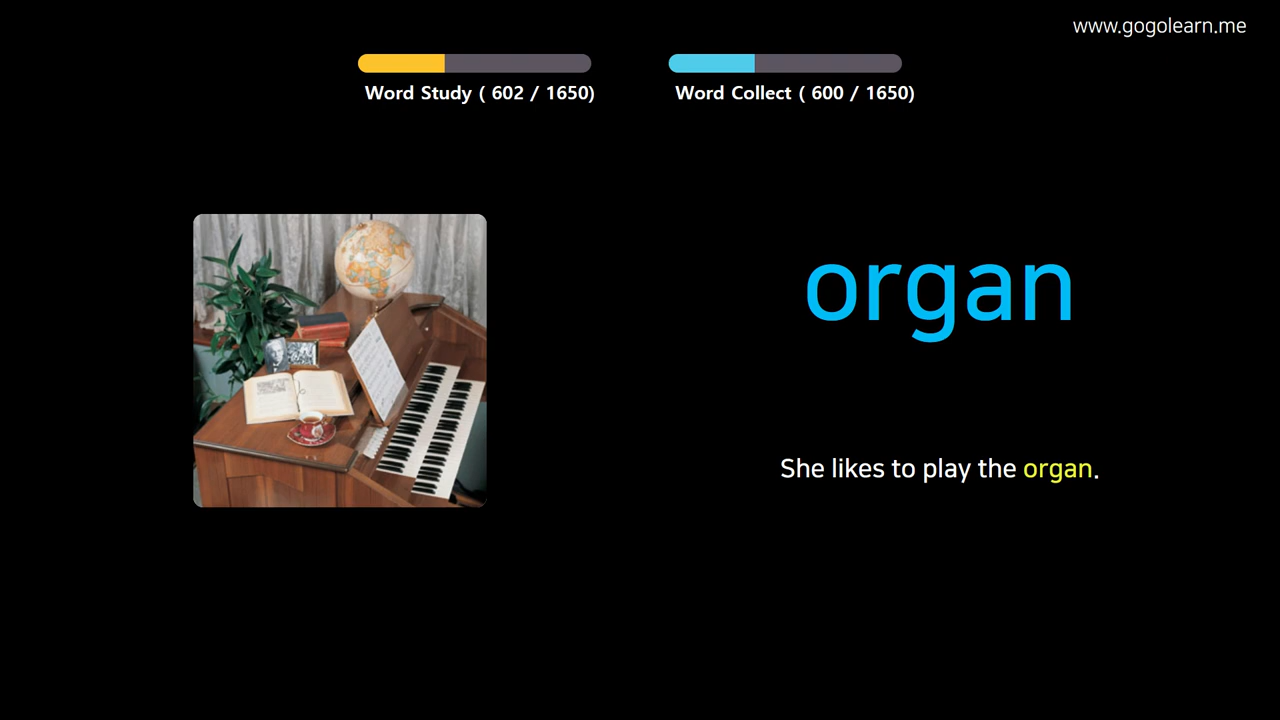 www.gogolearn.me
Word Study ( 602 / 1650)
Word Collect ( 600 / 1650)
organ
She likes to play the organ.